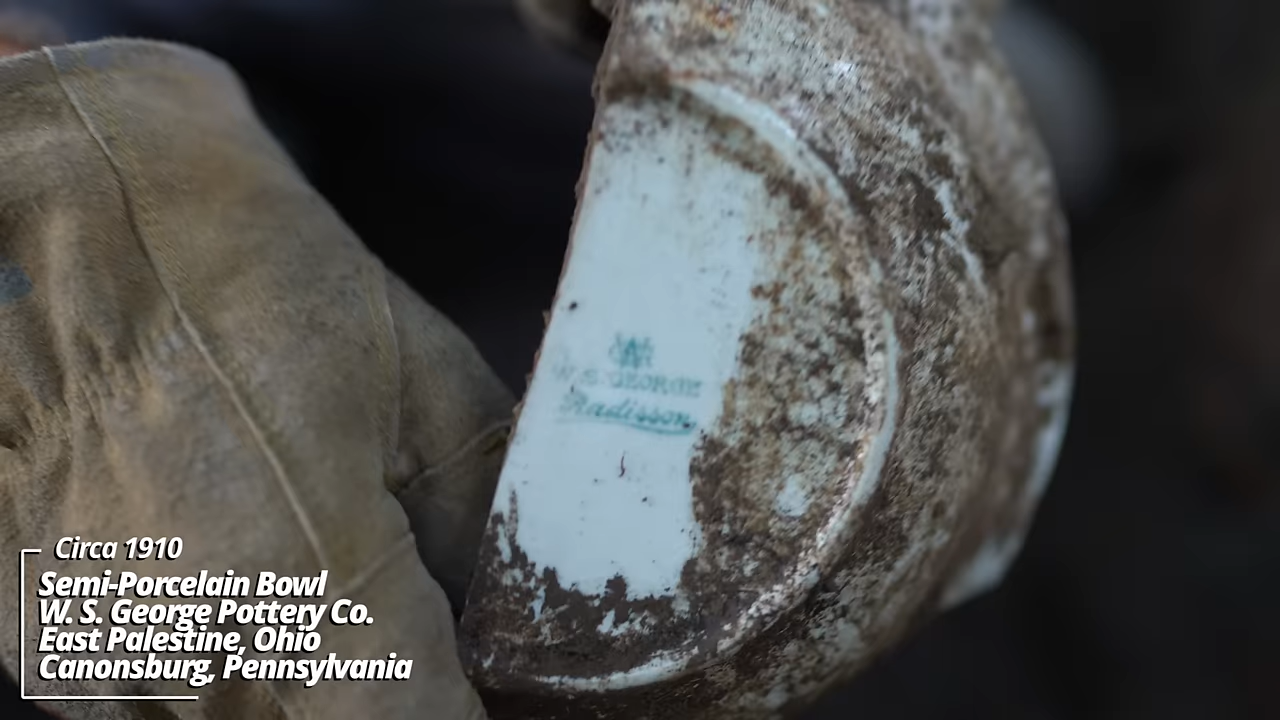 W. S. GEORGE
Radisson
Circa 1910
Semi-Porcelain Bowl
W. S. George Pottery Co.
East Palestine, Ohio
Canonsburg, Pennsylvania